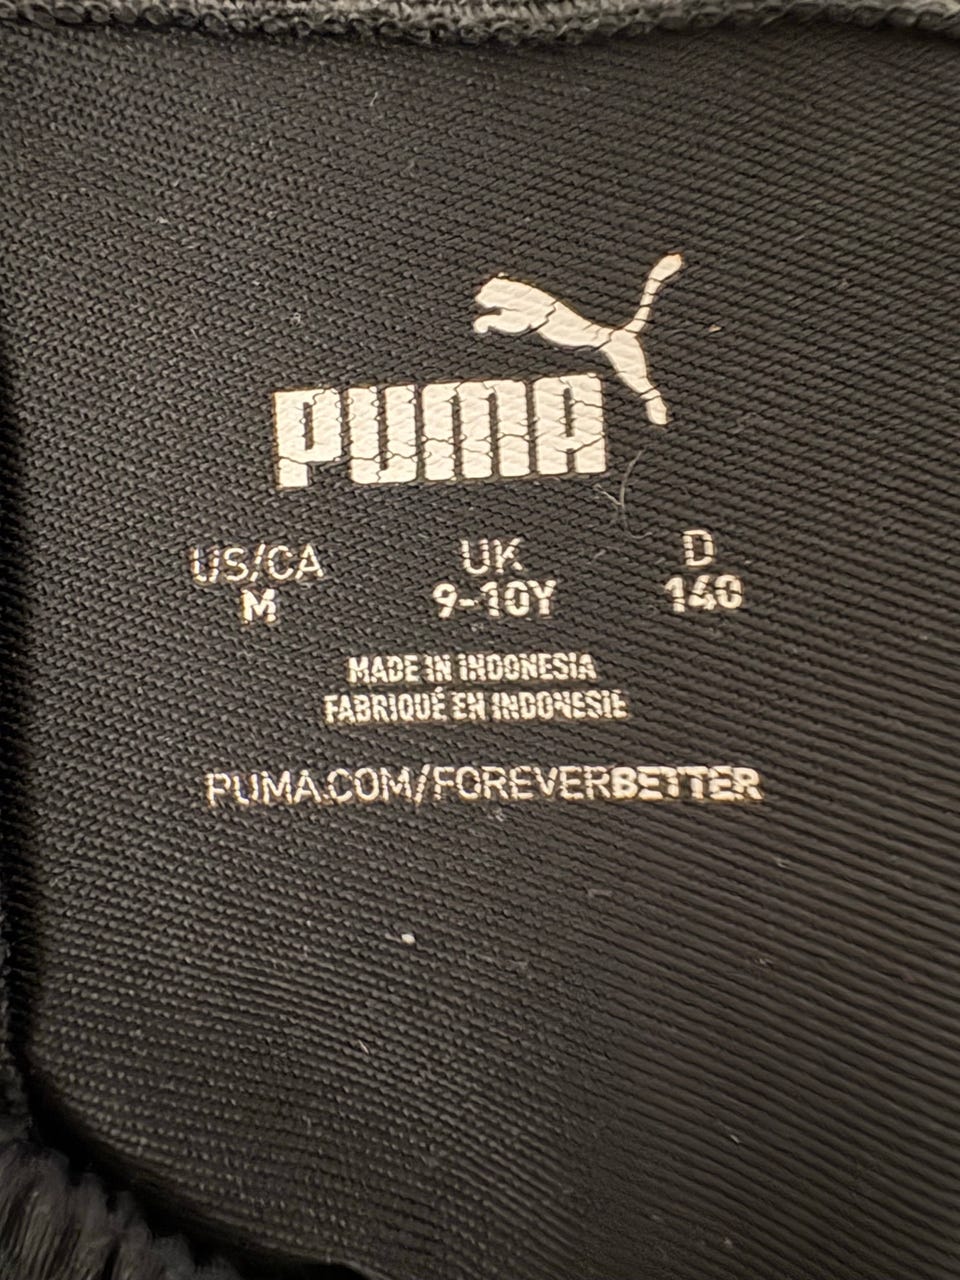 PUMA
US/CA UK D
M 9-10Y 140
MADE IN INDONESIA
FABRIQUÉ EN INDONESIE
PUMA.COM/FOREVERBETTER